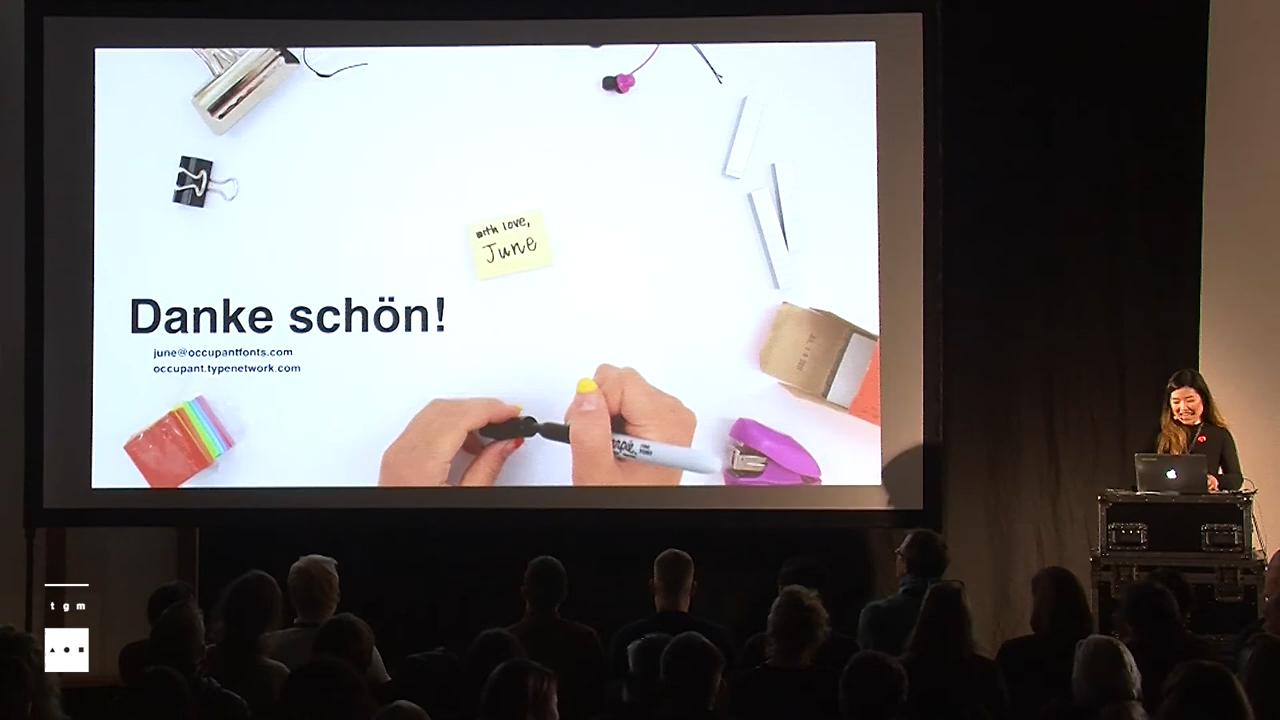 with love,
June
Danke schön!
june@occupantfonts.com
occupant.typenetwork.com
tgm